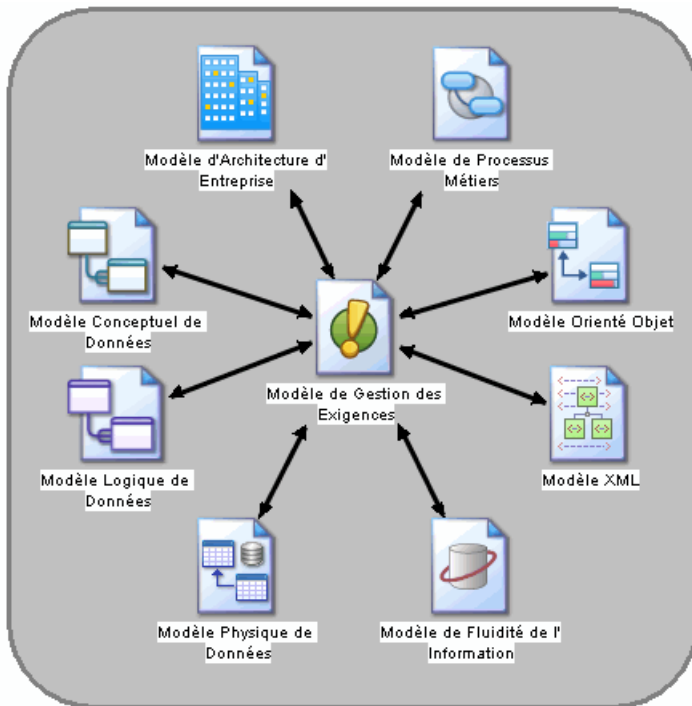 Modèle d'Architecture d'
Entreprise
Modèle de Processus
Métiers
Modèle Conceptuel de
Données
Modèle Orienté Objet
Modèle de Gestion des
Exigences
Modèle Logique de
Données
Modèle XML
Modèle Physique de
Données
Modèle de Fluidité de l'
Information